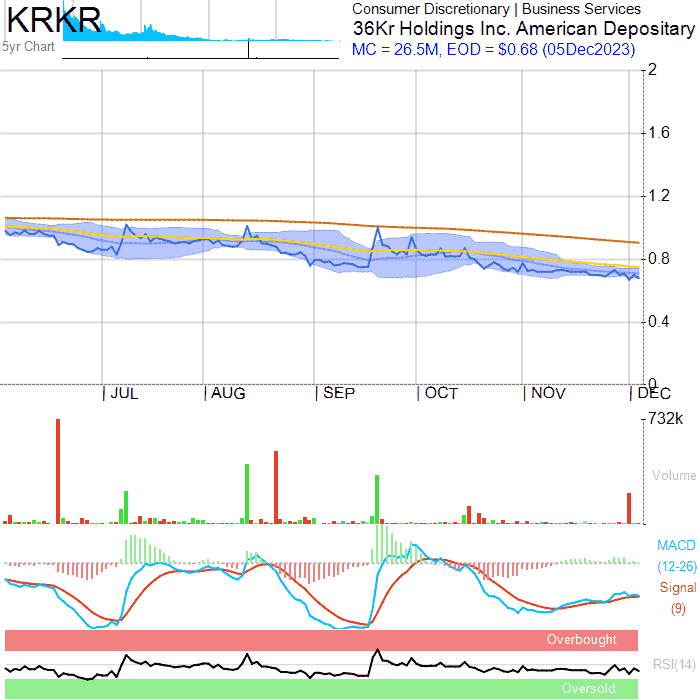 KRKR
5yr Chart
Consumer Discretionary | Business Services
36Kr Holdings Inc. American Depositary
MC = 26.5M, EOD = $0.68 (05Dec2023)
2
1.6
1.2
0.8
0.4
0
JUL
AUG
SEP
OCT
NOV
DEC
732k
Volume
MACD
(12-26)
Signal
(9)
Overbought
RSI(14)
Oversold